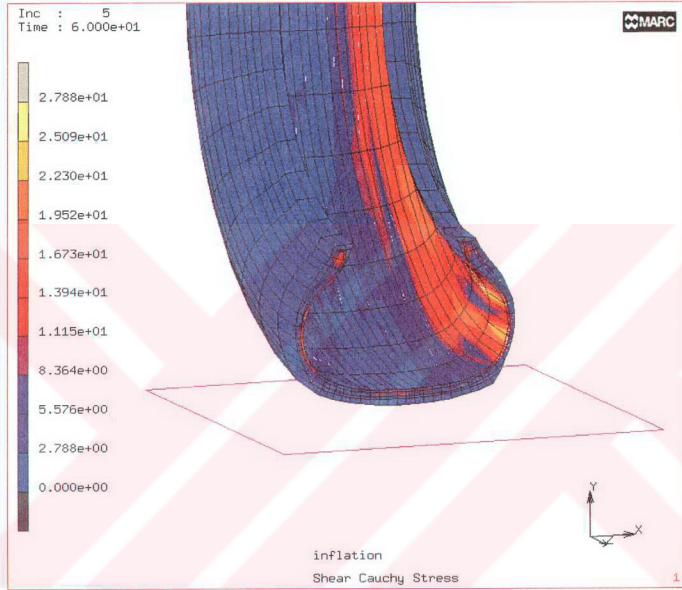 Inc : 5
Time : 6.000e+01
MARC
2.788e+01
2.509e+01
2.230e+01
1.952e+01
1.673e+01
1.394e+01
1.115e+01
8.364e+00
5.576e+00
2.788e+00
0.000e+00
Y
X
Z
inflation
Shear Cauchy Stress
1